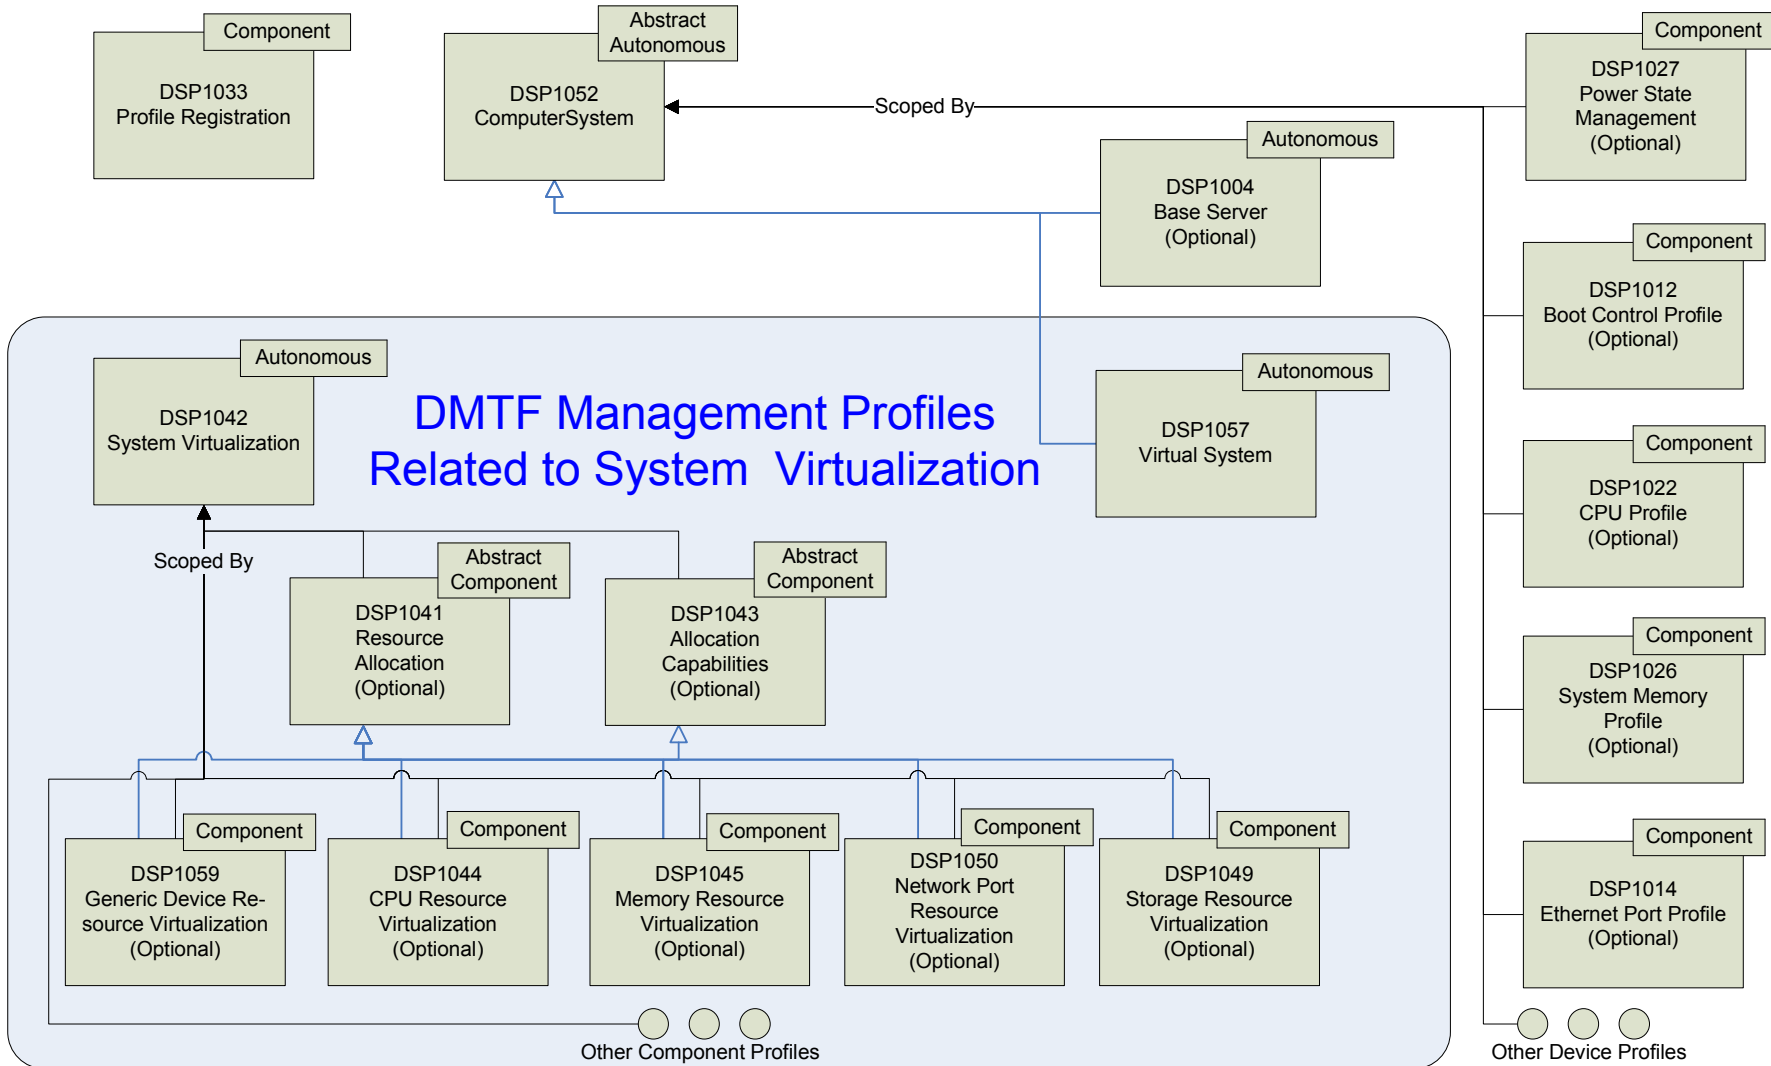 Component
DSP1033
Profile Registration
Abstract
Autonomous
DSP1052
ComputerSystem
Scoped By
Component
DSP1027
Power State
Management
(Optional)
Autonomous
DSP1004
Base Server
(Optional)
Component
DSP1012
Boot Control Profile
(Optional)
Autonomous
DSP1042
System Virtualization
DMTF Management Profiles
Related to System  Virtualization
Autonomous
DSP1057
Virtual System
Component
DSP1022
CPU Profile
(Optional)
Scoped By
Abstract
Component
DSP1041
Resource
Allocation
(Optional)
Abstract
Component
DSP1043
Allocation
Capabilities
(Optional)
Component
DSP1026
System Memory
Profile
(Optional)
Component
DSP1059
Generic Device Re-
source Virtualization
(Optional)
Component
DSP1044
CPU Resource
Virtualization
(Optional)
Component
DSP1045
Memory Resource
Virtualization
(Optional)
Component
DSP1050
Network Port
Resource
Virtualization
(Optional)
Component
DSP1049
Storage Resource
Virtualization
(Optional)
Component
DSP1014
Ethernet Port Profile
(Optional)
Other Component Profiles
Other Device Profiles